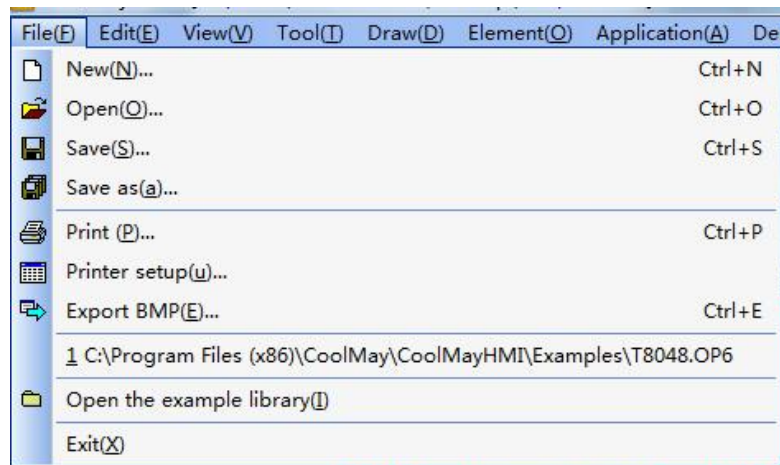 File(F) Edit(E) View(V) Tool(T) Draw(D) Element(O) Application(A) De
New(N)... Ctrl+N
Open(O)... Ctrl+O
Save(S)... Ctrl+S
Save as(a)...
Print (P)... Ctrl+P
Printer setup(u)...
Export BMP(E)... Ctrl+E
1 C:\Program Files (x86)\CoolMay\CoolMayHMI\Examples\T8048.OP6
Open the example library(I)
Exit(X)